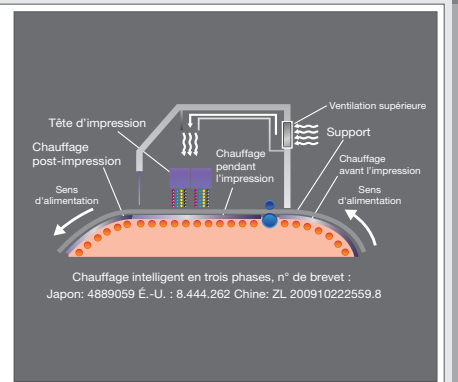 Ventilation supérieure
Tête d'impression
Support
Chauffage
post-impression
Chauffage
pendant
l'impression
Chauffage
avant l'impression
Sens
d'alimentation
Sens
d'alimentation
Chauffage intelligent en trois phases, n° de brevet :
Japon: 4889059 É.-U. : 8.444.262 Chine: ZL 200910222559.8